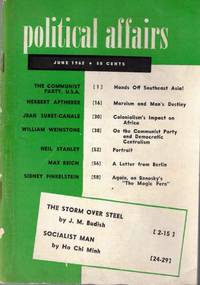 political affairs
JUNE 1962 • 50 CENTS
THE COMMUNIST [1] Hands Off Southeast Asia!
PARTY, U.S.A.
HERBERT APTHEKER [16] Marxism and Man's Destiny
JEAN SURET-CANALE [30] Colonialism's Impact on
Africa
WILLIAM WEINSTONE [38] On the Communist Party
and Democratic
Centralism
NEIL STANLEY [52] Portrait
MAX REICH [56] A Letter from Berlin
SIDNEY FINKELSTEIN [58] Again, on Bonosky's
"The Magic Fern"
THE STORM OVER STEEL
by J. M. Budish [2-15]
SOCIALIST MAN
by Ho Chi Minh [24-29]